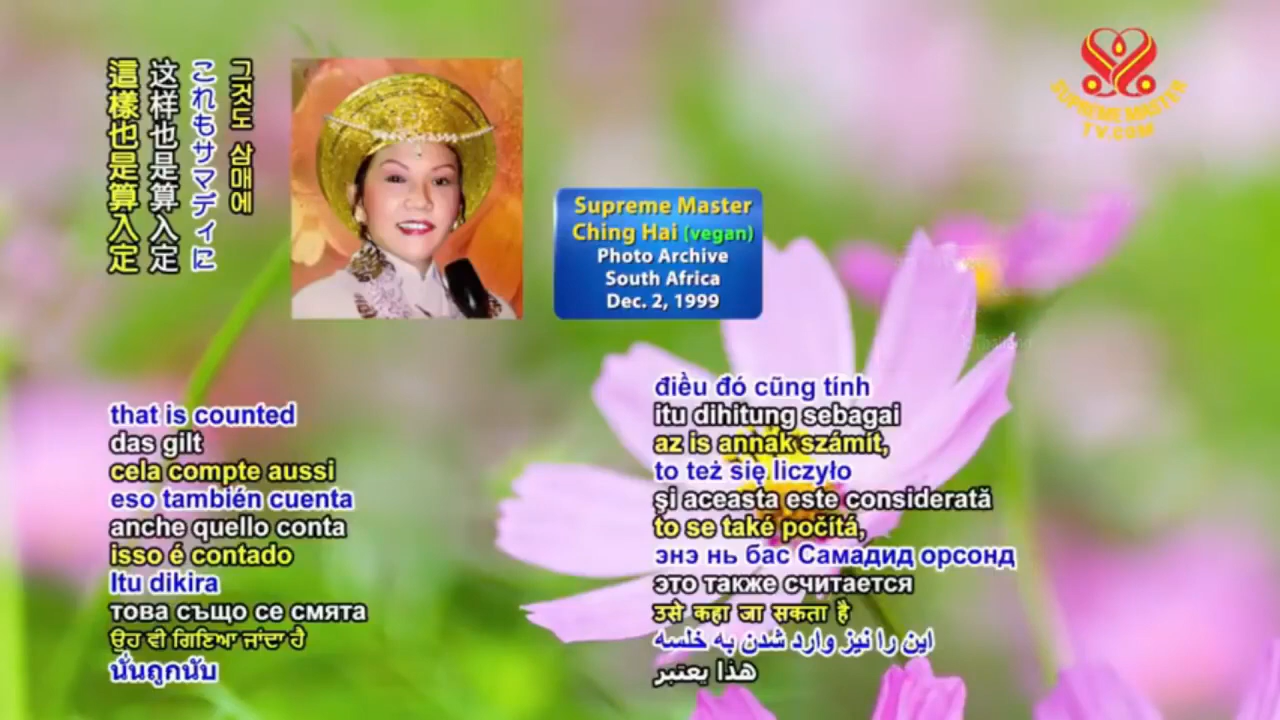 그것도 삼매에
これもサマディに
这样也是算入定
這樣也是算入定
SUPREME MASTER
TV.COM
Supreme Master
Ching Hai (vegan)
Photo Archive
South Africa
Dec. 2, 1999
that is counted
das gilt
cela compte aussi
eso también cuenta
anche quello conta
isso é contado
Itu dikira
това също се смята
ਉਹ ਵੀ ਗਿਣਿਆ ਜਾਂਦਾ ਹੈ
นั่นถูกนับ
điều đó cũng tính
itu dihitung sebagai
az is annak számít,
to też się liczyło
şi aceasta este considerată
to se také počítá,
энэ нь бас Самадид орсонд
это также считается
उसे कहा जा सकता है
این را نیز وارد شدن به خلسه
هذا يعتبر